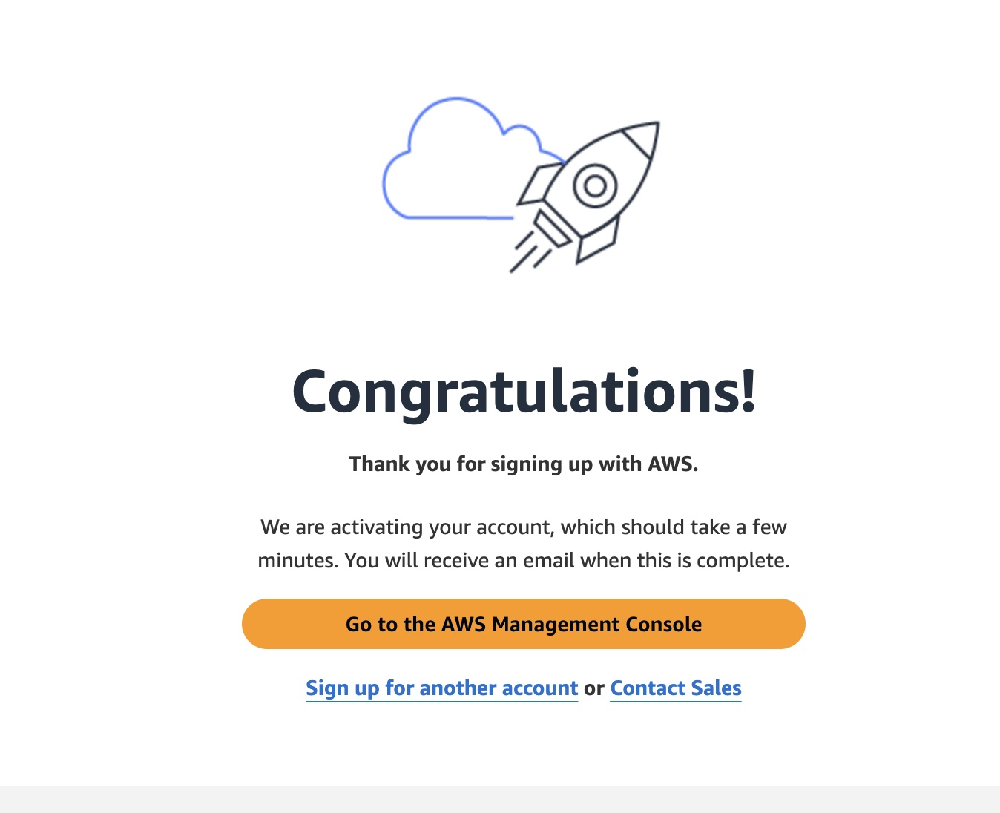 Congratulations!
Thank you for signing up with AWS.
We are activating your account, which should take a few
minutes. You will receive an email when this is complete.
Go to the AWS Management Console
Sign up for another account or Contact Sales